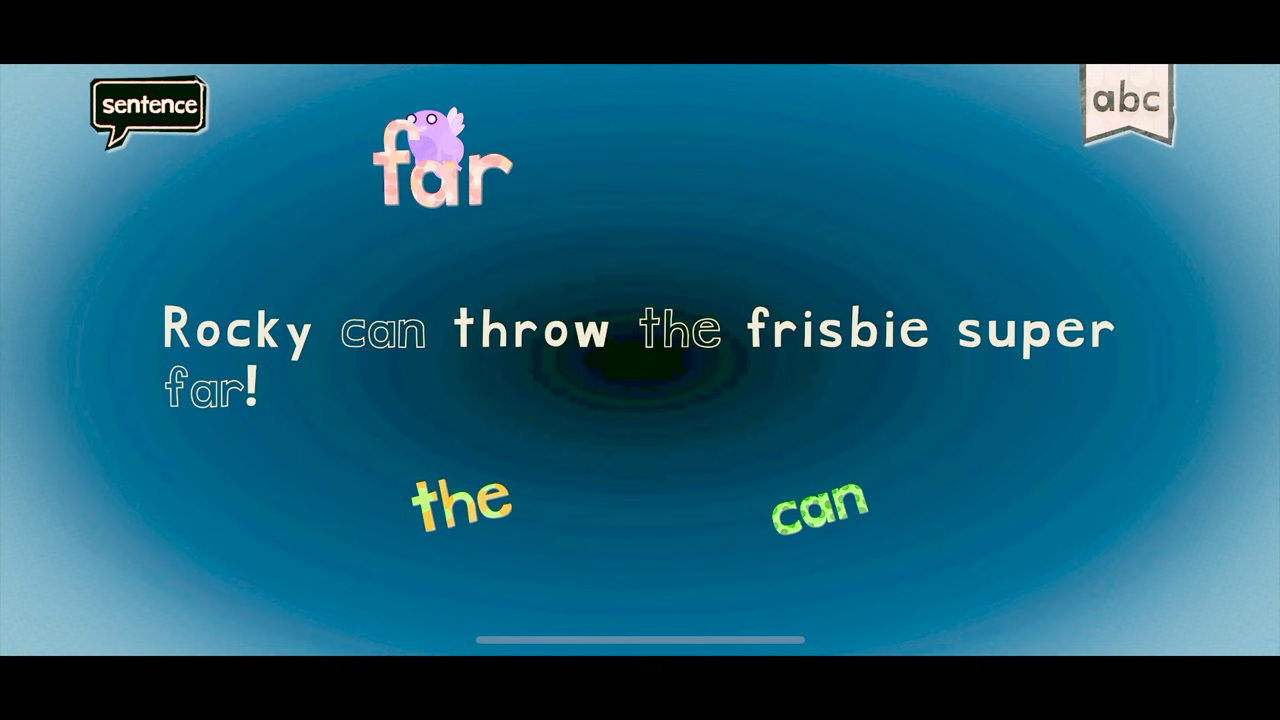 sentence
abc
far
Rocky can throw the frisbie super
far!
the
can